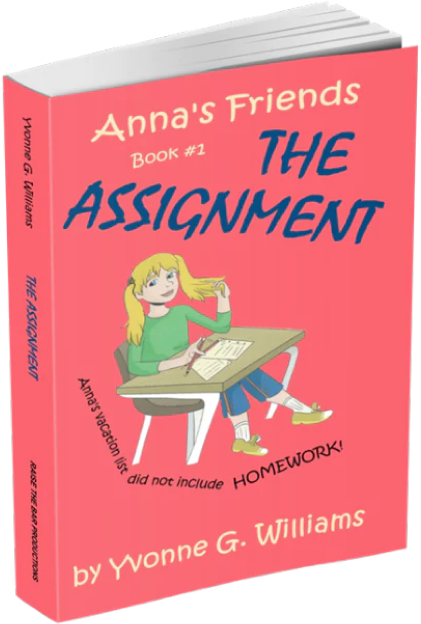 Anna's Friends
Book #1
THE
ASSIGNMENT
Anna's vacation list
did not include HOMEWORK!
by Yvonne G. Williams
Yvonne G. Williams
THE ASSIGNMENT
RAISE THE BAR PRODUCTIONS